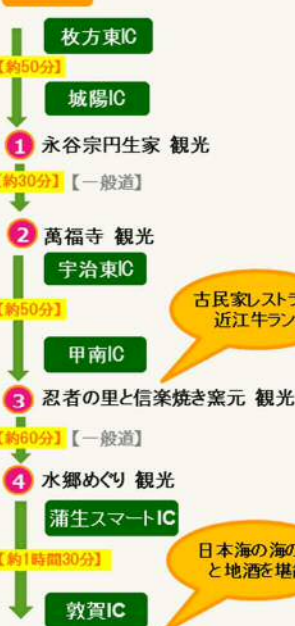 枚方東IC
【約50分】
城陽IC
1 永谷宗円生家 観光
【約30分】【一般道】
2 萬福寺 観光
宇治東IC
【約50分】
古民家レストラ
近江牛ラン
甲南IC
3 忍者の里と信楽焼き窯元 観光
【約60分】【一般道】
4 水郷めぐり 観光
蒲生スマートIC
【約1時間30分】
日本海の海の
と地酒を堪
敦賀IC